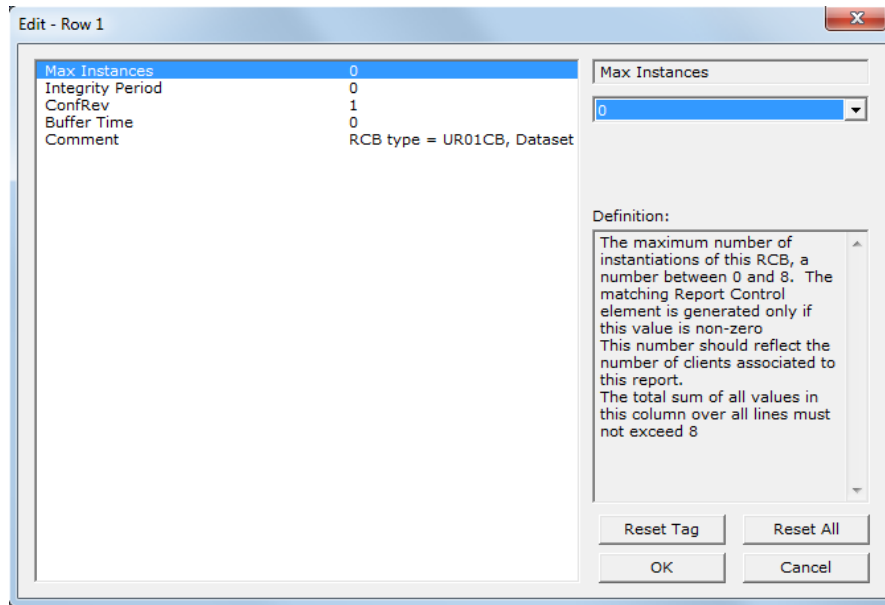 Edit - Row 1
Max Instances 0
Integrity Period 0
ConfRev 1
Buffer Time 0
Comment RCB type = UR01CB, Dataset
Max Instances
0
Definition:
The maximum number of
instantiations of this RCB, a
number between 0 and 8. The
matching Report Control
element is generated only if
this value is non-zero
This number should reflect the
number of clients associated to
this report.
The total sum of all values in
this column over all lines must
not exceed 8
Reset Tag Reset All
OK Cancel